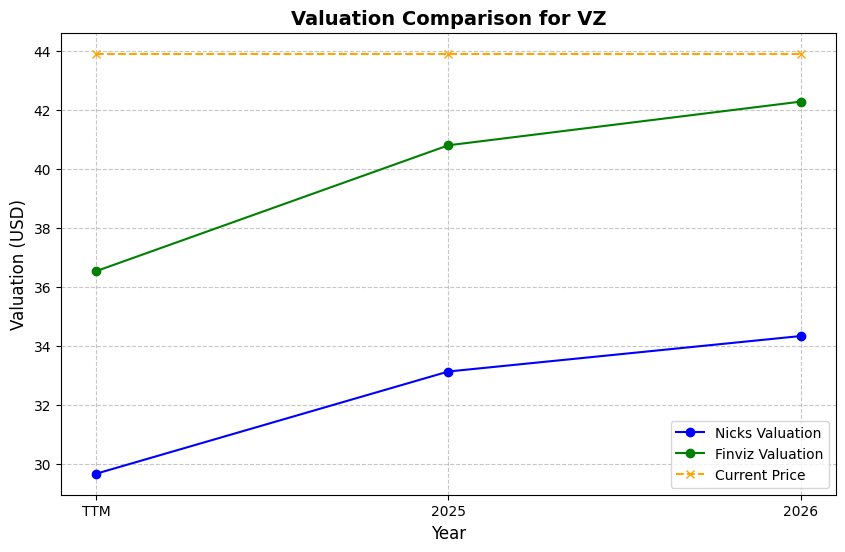 Valuation Comparison for VZ
Valuation (USD)
44
42
40
38
36
34
32
30
Nicks Valuation
Finviz Valuation
Current Price
TTM 2025 2026
Year